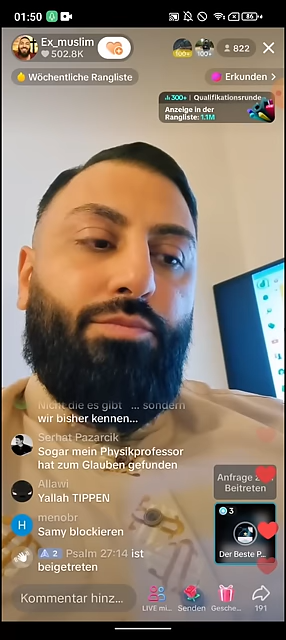 01:50
86
Ex_muslim
502.8K
100+
100+
822
Wöchentliche Rangliste
Erkunden
300+ | Qualifikationsrunde
Anzeige in der
Rangliste: 1.1M
Nicht die es gibt ... sondern
wir bisher kennen...
Serhat Pazarcik
Sogar mein Physikprofessor
hat zum Glauben gefunden
Allawi
Yallah TIPPEN
H
menobr
Samy blockieren
2 Psalm 27:14 ist
beigetreten
Anfrage
Beitreten
3
Der Beste P...
Kommentar hinz...
LIVE mi...
Senden
Gesche...
191